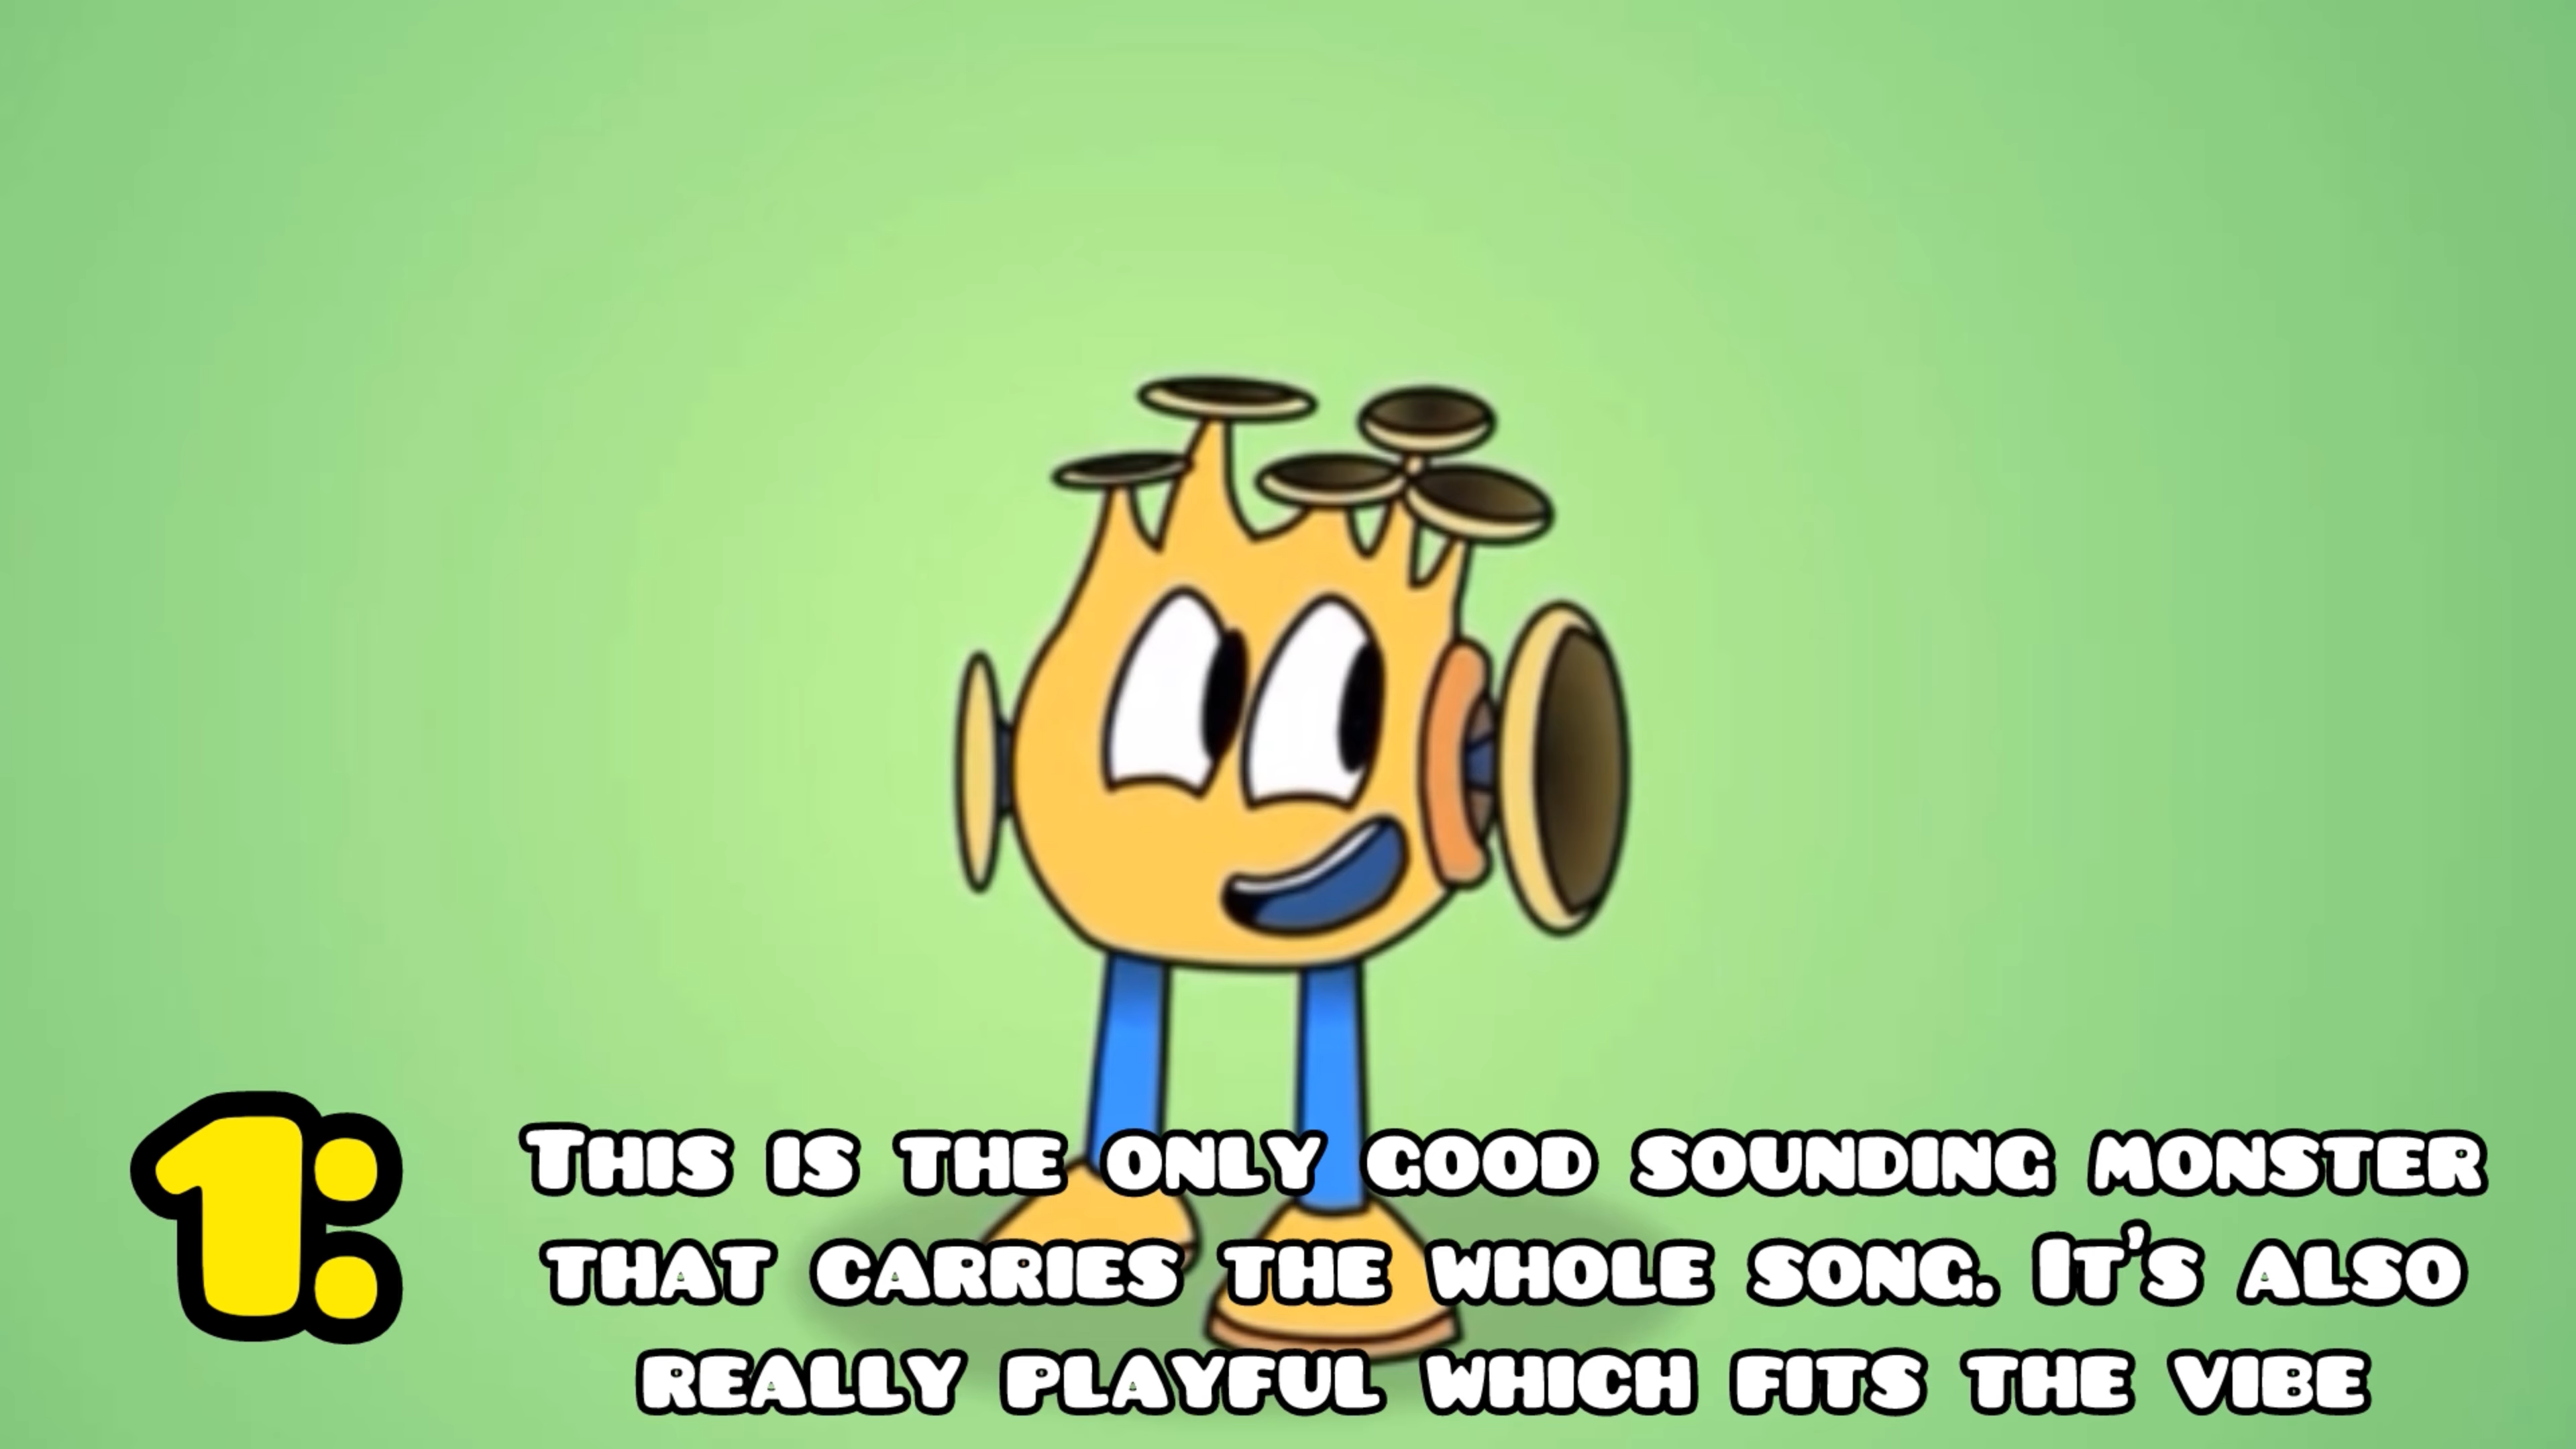 1:
This is the only good sounding monster
that carries the whole song. It's also
really playful which fits the vibe